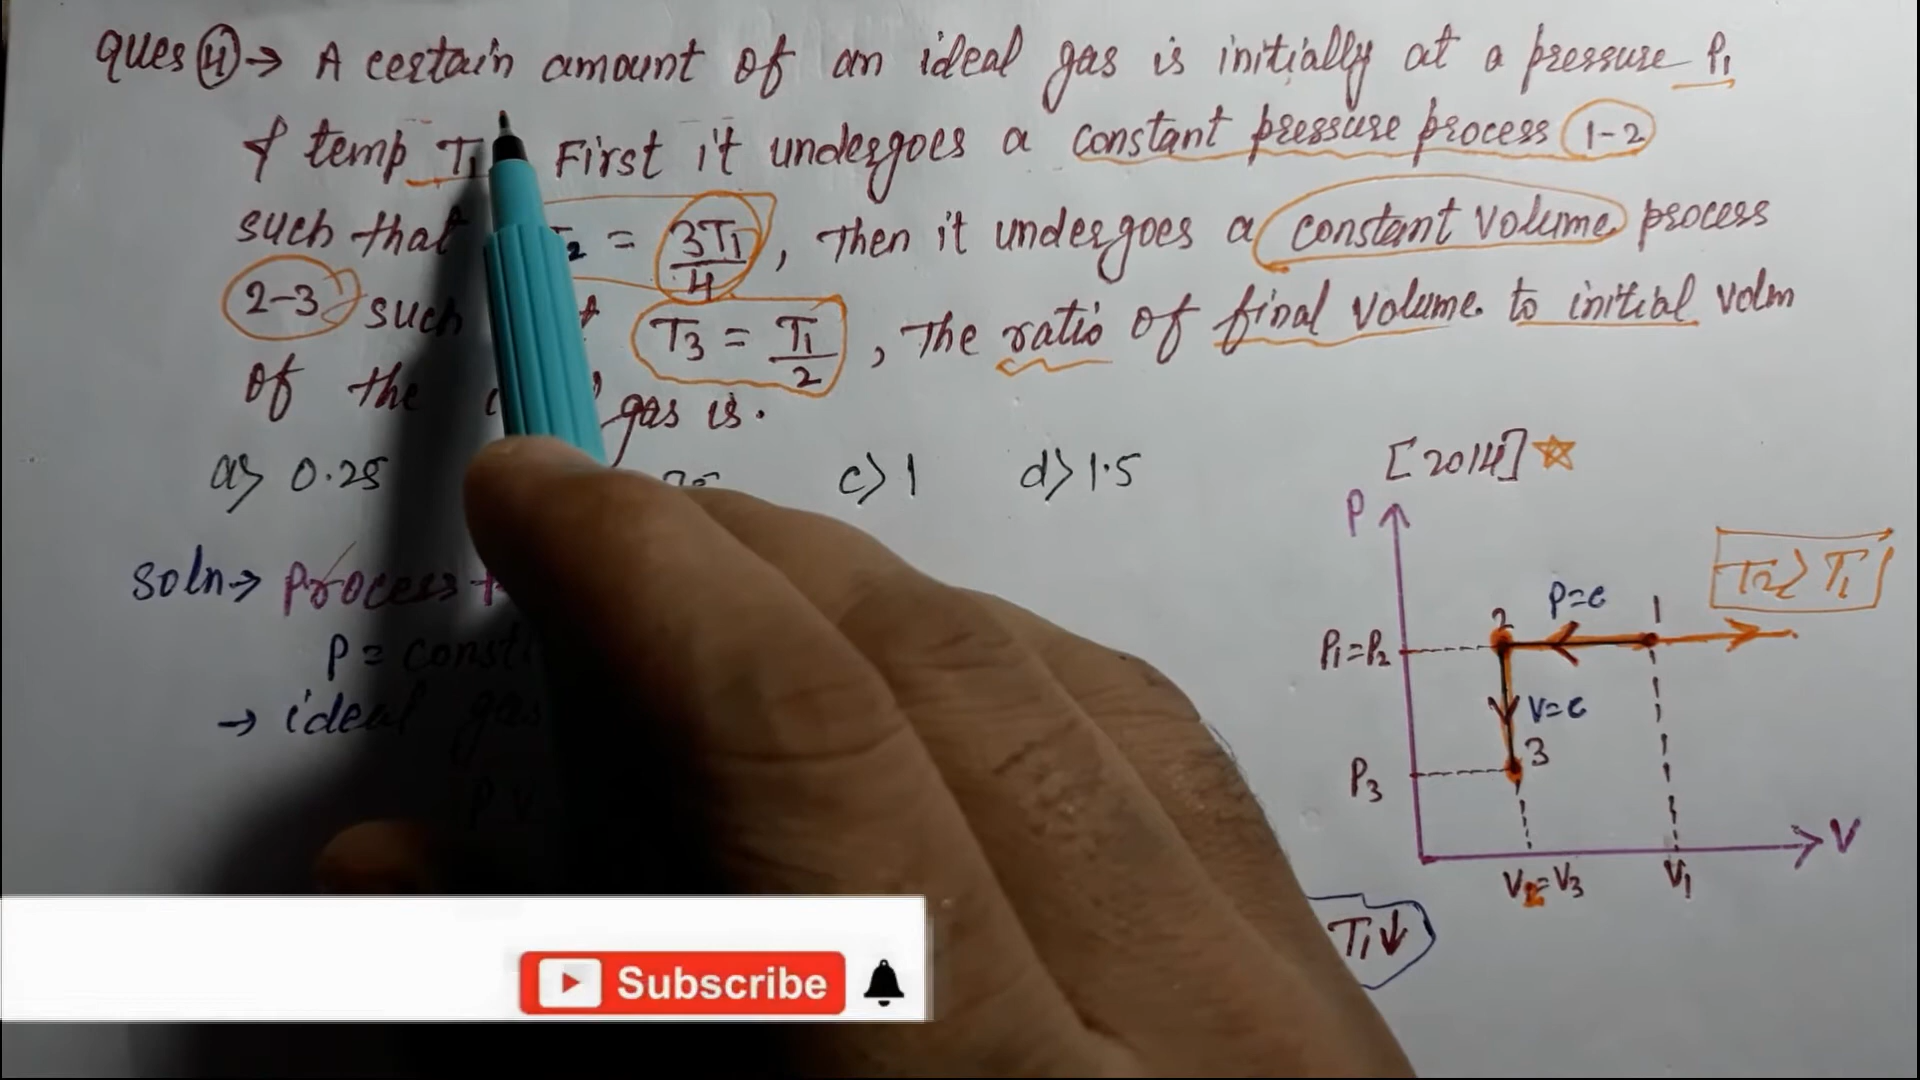 ques ④→ A certain amount of an ideal gas is initially at a pressure P₁
& temp T₁ First it undergoes a constant pressure process 1-2
such that ₂ = 3T₁/4, Then it undergoes a constant volume process
2-3 such T₃ = T₁/2, The ratio of final volume to initial volm
of the gas is.
a> 0.25 c> 1 d> 1.5
[2014]
Soln→ Process
P = const
→ ideal gas
P V
P
T₂ > T₁
P=c
1
2
P₁=P₂
V=c
3
P₃
V
V₂=V₃
V₁
T₁↓
Subscribe